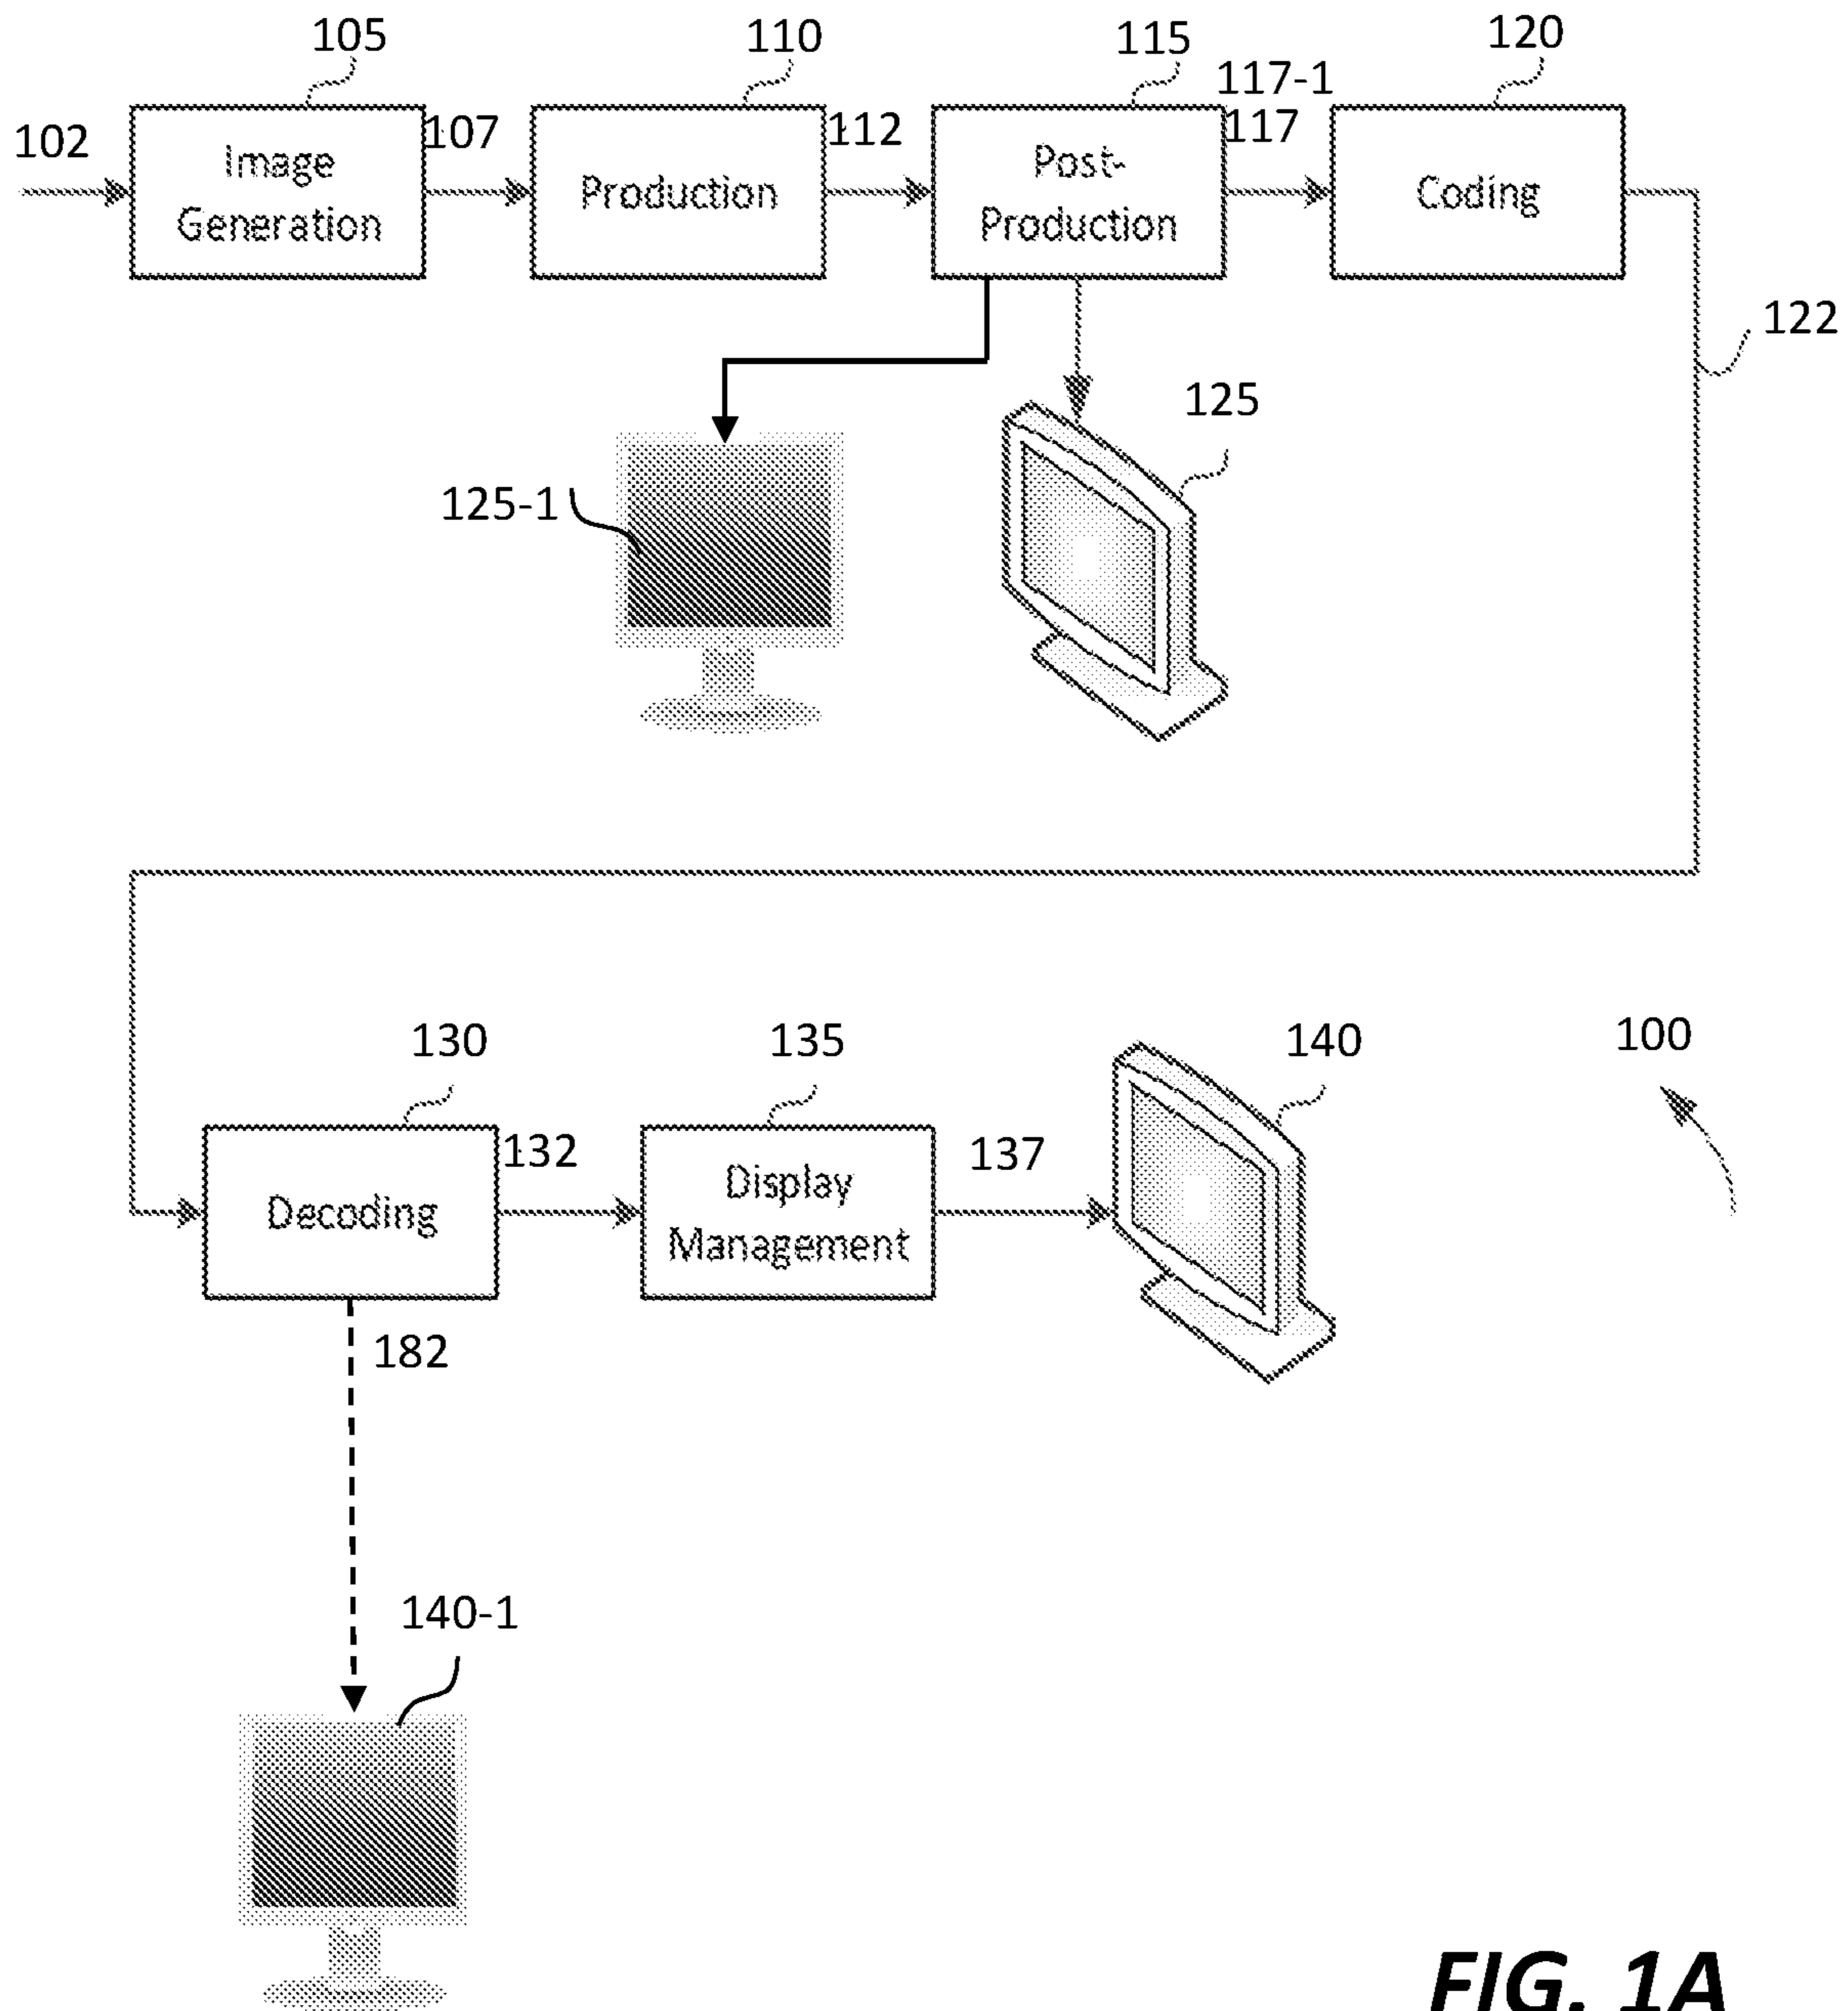 105
110
115
117-1
120
102
Image
Generation
107
Production
112
Post-
Production
117
Coding
122
125
125-1
130
135
140
100
Decoding
132
Display
Management
137
182
140-1
FIG. 1A